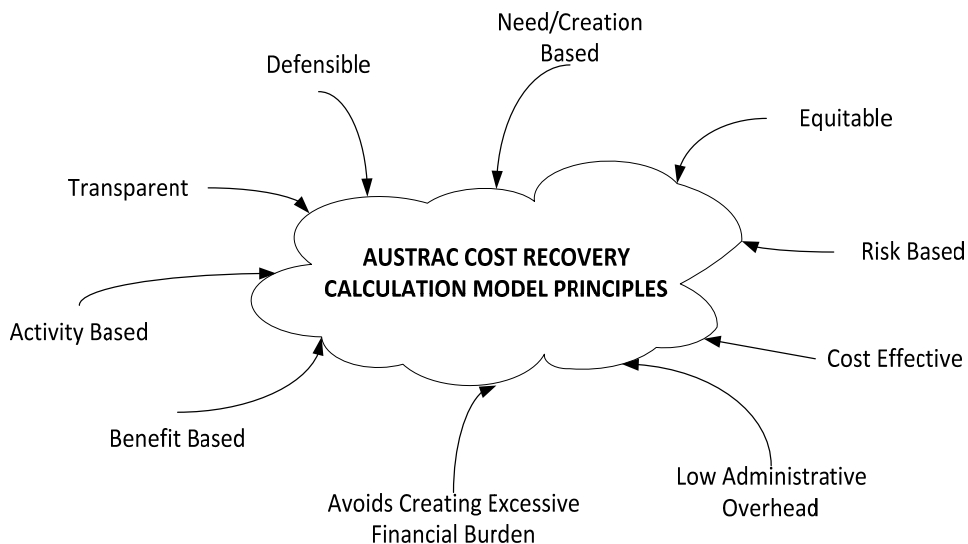 Need/Creation
Based
Defensible
Equitable
Transparent
AUSTRAC COST RECOVERY
CALCULATION MODEL PRINCIPLES
Risk Based
Activity Based
Cost Effective
Benefit Based
Low Administrative
Overhead
Avoids Creating Excessive
Financial Burden